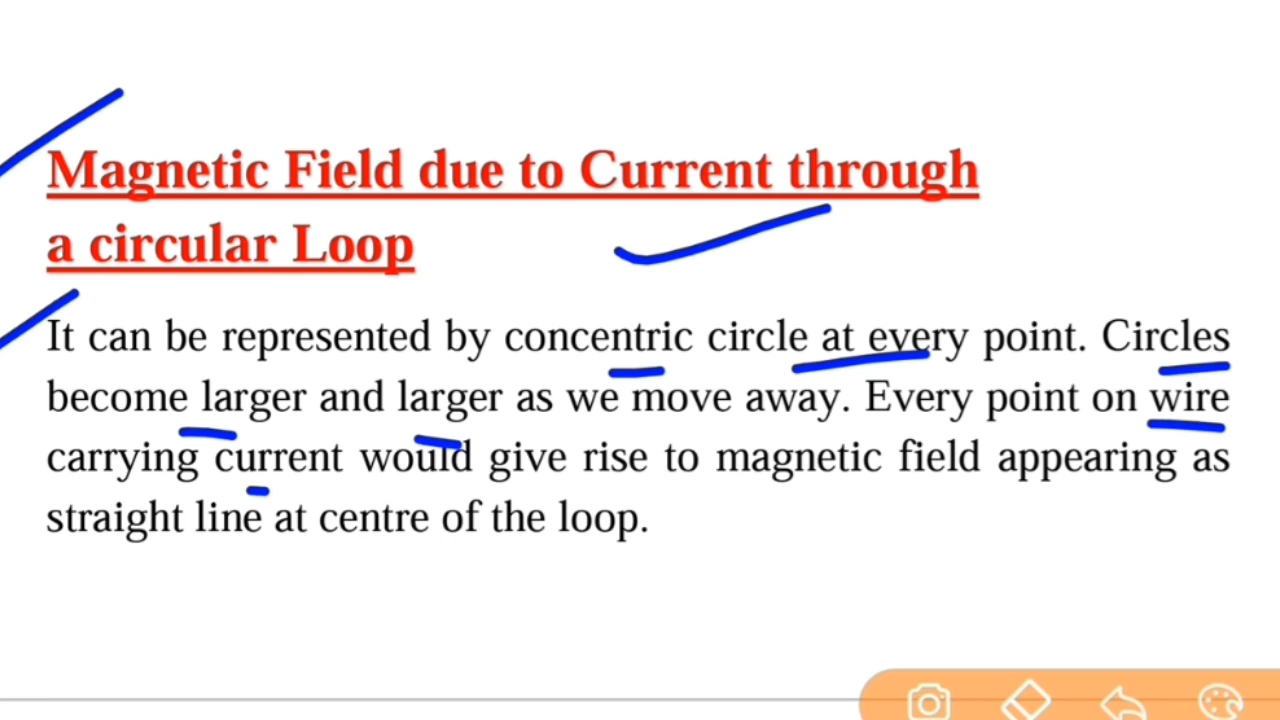 Magnetic Field due to Current through
a circular Loop
It can be represented by concentric circle at every point. Circles
become larger and larger as we move away. Every point on wire
carrying current would give rise to magnetic field appearing as
straight line at centre of the loop.